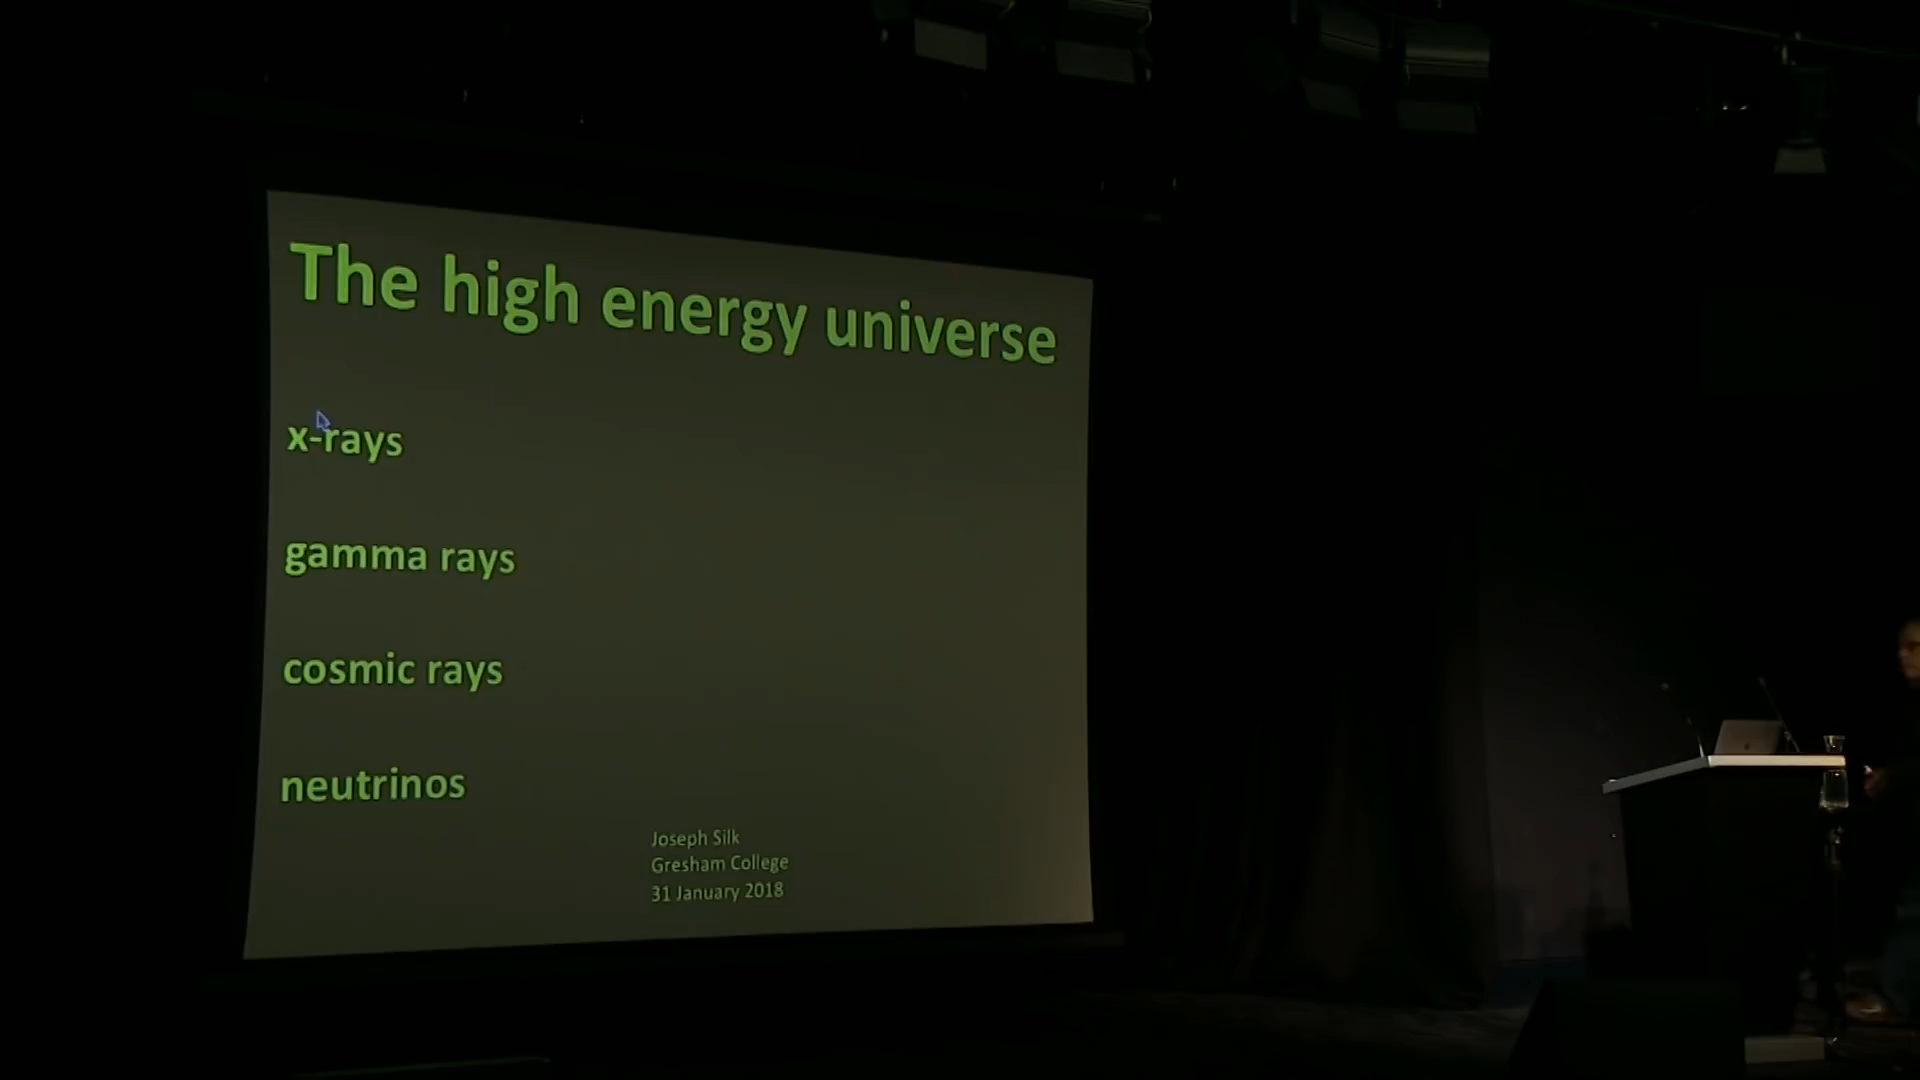 The high energy universe
x-rays
gamma rays
cosmic rays
neutrinos
Joseph Silk
Gresham College
31 January 2018